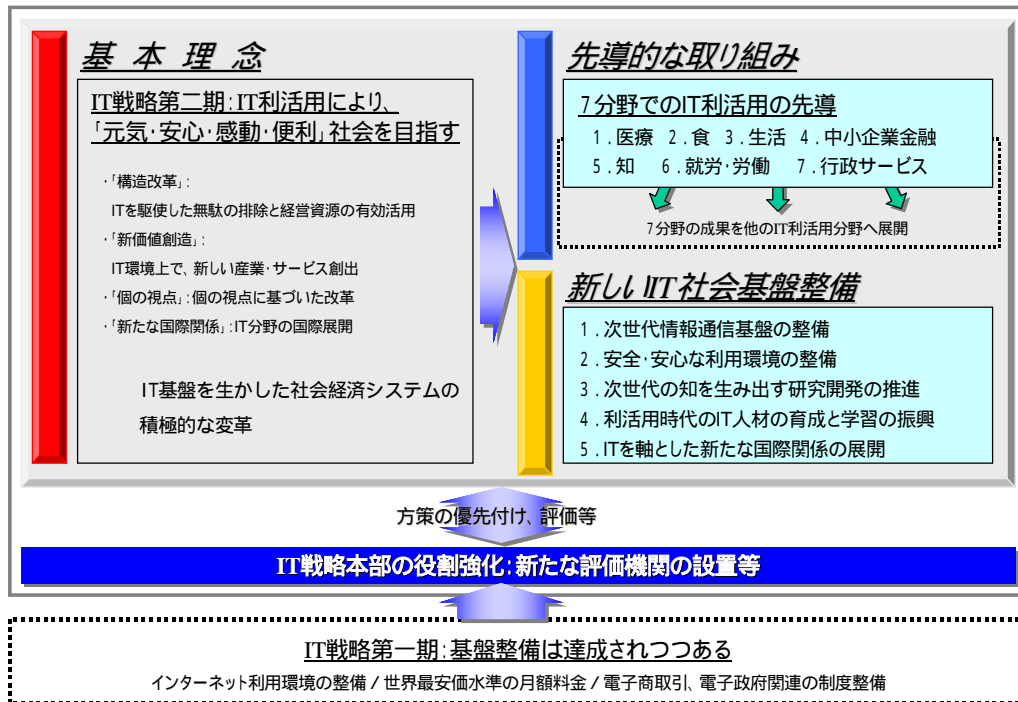 基 本 理 念
IT戦略第二期:IT利活用により、
「元気・安心・感動・便利」社会を目指す
・「構造改革」:
ITを駆使した無駄の排除と経営資源の有効活用
・「新価値創造」:
IT環境上で、新しい産業・サービス創出
・「個の視点」:個の視点に基づいた改革
・「新たな国際関係」:IT分野の国際展開
IT基盤を生かした社会経済システムの
積極的な変革
先導的な取り組み
7分野でのIT利活用の先導
1.医療 2.食 3.生活 4.中小企業金融
5.知 6.就労・労働 7.行政サービス
7分野の成果を他のIT利活用分野へ展開
新しいIT社会基盤整備
1.次世代情報通信基盤の整備
2.安全・安心な利用環境の整備
3.次世代の知を生み出す研究開発の推進
4.利活用時代のIT人材の育成と学習の振興
5.ITを軸とした新たな国際関係の展開
方策の優先付け、評価等
IT戦略本部の役割強化:新たな評価機関の設置等
IT戦略第一期:基盤整備は達成されつつある
インターネット利用環境の整備 / 世界最安価水準の月額料金 / 電子商取引、電子政府関連の制度整備